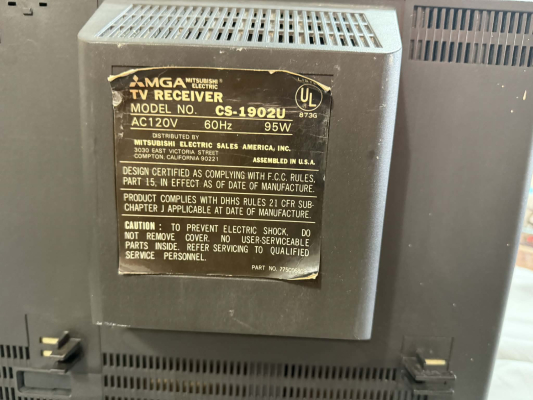 MGA MITSUBISHI ELECTRIC
TV RECEIVER
MODEL NO. CS-1902U
AC120V 60Hz 95W
LISTED
UL
873G
DISTRIBUTED BY
MITSUBISHI ELECTRIC SALES AMERICA, INC.
3030 EAST VICTORIA STREET
COMPTON, CALIFORNIA 90221
ASSEMBLED IN U.S.A.
DESIGN CERTIFIED AS COMPLYING WITH F.C.C. RULES,
PART 15, IN EFFECT AS OF DATE OF MANUFACTURE.
PRODUCT COMPLIES WITH DHHS RULES 21 CFR SUB-
CHAPTER J APPLICABLE AT DATE OF MANUFACTURE.
CAUTION : TO PREVENT ELECTRIC SHOCK, DO
NOT REMOVE COVER. NO USER-SERVICEABLE
PARTS INSIDE. REFER SERVICING TO QUALIFIED
SERVICE PERSONNEL.
PART NO.